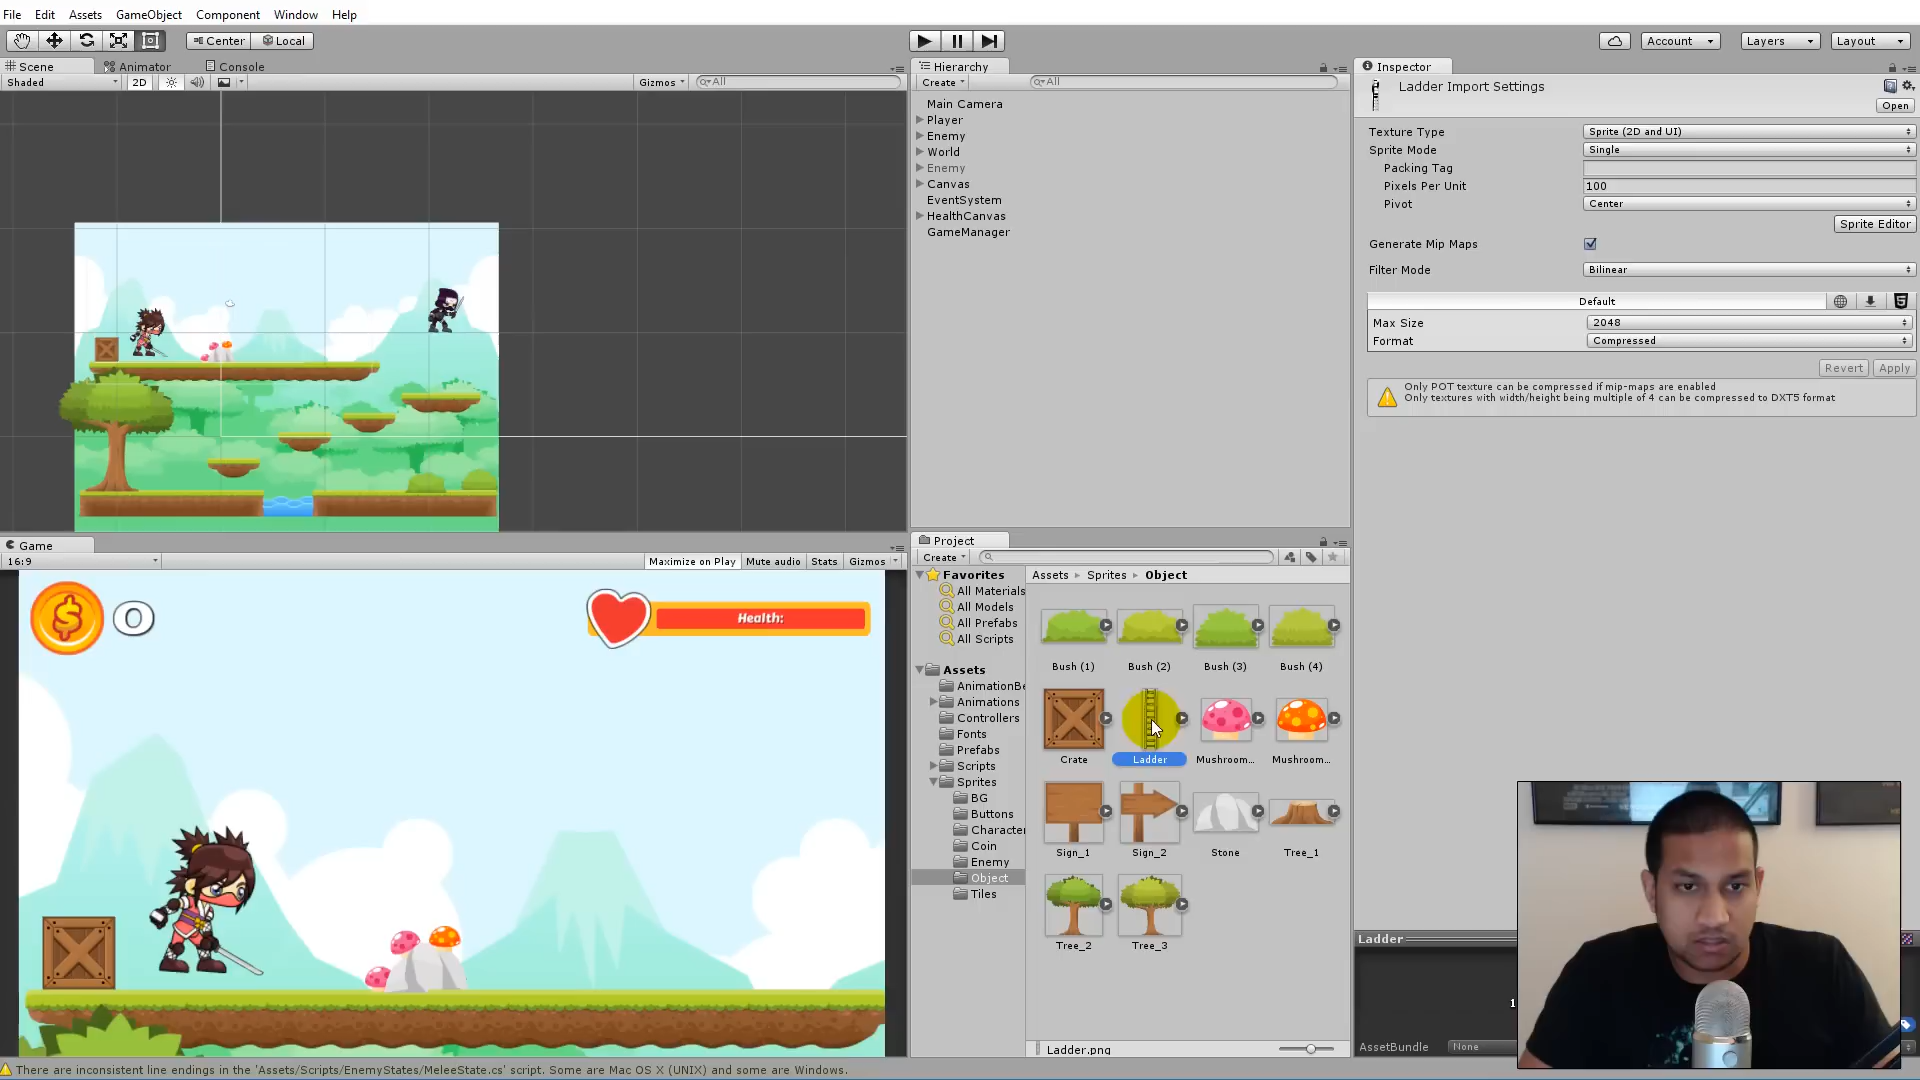 File Edit Assets GameObject Component Window Help
Center Local Account Layers Layout
Scene Animator Console
Shaded 2D Gizmos All
Hierarchy
Create All
Main Camera
Player
Enemy
World
Enemy
Canvas
EventSystem
HealthCanvas
GameManager
Inspector
Ladder Import Settings
Open
Texture Type Sprite (2D and UI)
Sprite Mode Single
Packing Tag
Pixels Per Unit 100
Pivot Center
Sprite Editor
Generate Mip Maps
Filter Mode Bilinear
Default
Max Size 2048
Format Compressed
Revert Apply
Only POT texture can be compressed if mip-maps are enabled
Only textures with width/height being multiple of 4 can be compressed to DXT5 format
Game
16:9 Maximize on Play Mute audio Stats Gizmos
$ 0 Health:
Project
Create
Favorites
All Materials
All Models
All Prefabs
All Scripts
Assets
AnimationBe
Animations
Controllers
Fonts
Prefabs
Scripts
Sprites
BG
Buttons
Character
Coin
Enemy
Object
Tiles
Assets Sprites Object
Bush (1) Bush (2) Bush (3) Bush (4)
Crate Ladder Mushroom... Mushroom...
Sign_1 Sign_2 Stone Tree_1
Tree_2 Tree_3
Ladder.png
Ladder
1
AssetBundle None
There are inconsistent line endings in the 'Assets/Scripts/EnemyStates/MeleeState.cs' script. Some are Mac OS X (UNIX) and some are Windows.